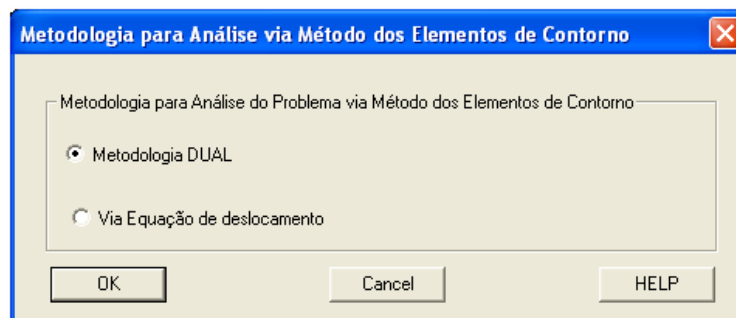 Metodologia para Análise via Método dos Elementos de Contorno
Metodologia para Análise do Problema via Método dos Elementos de Contorno
Metodologia DUAL
Via Equação de deslocamento
OK Cancel HELP